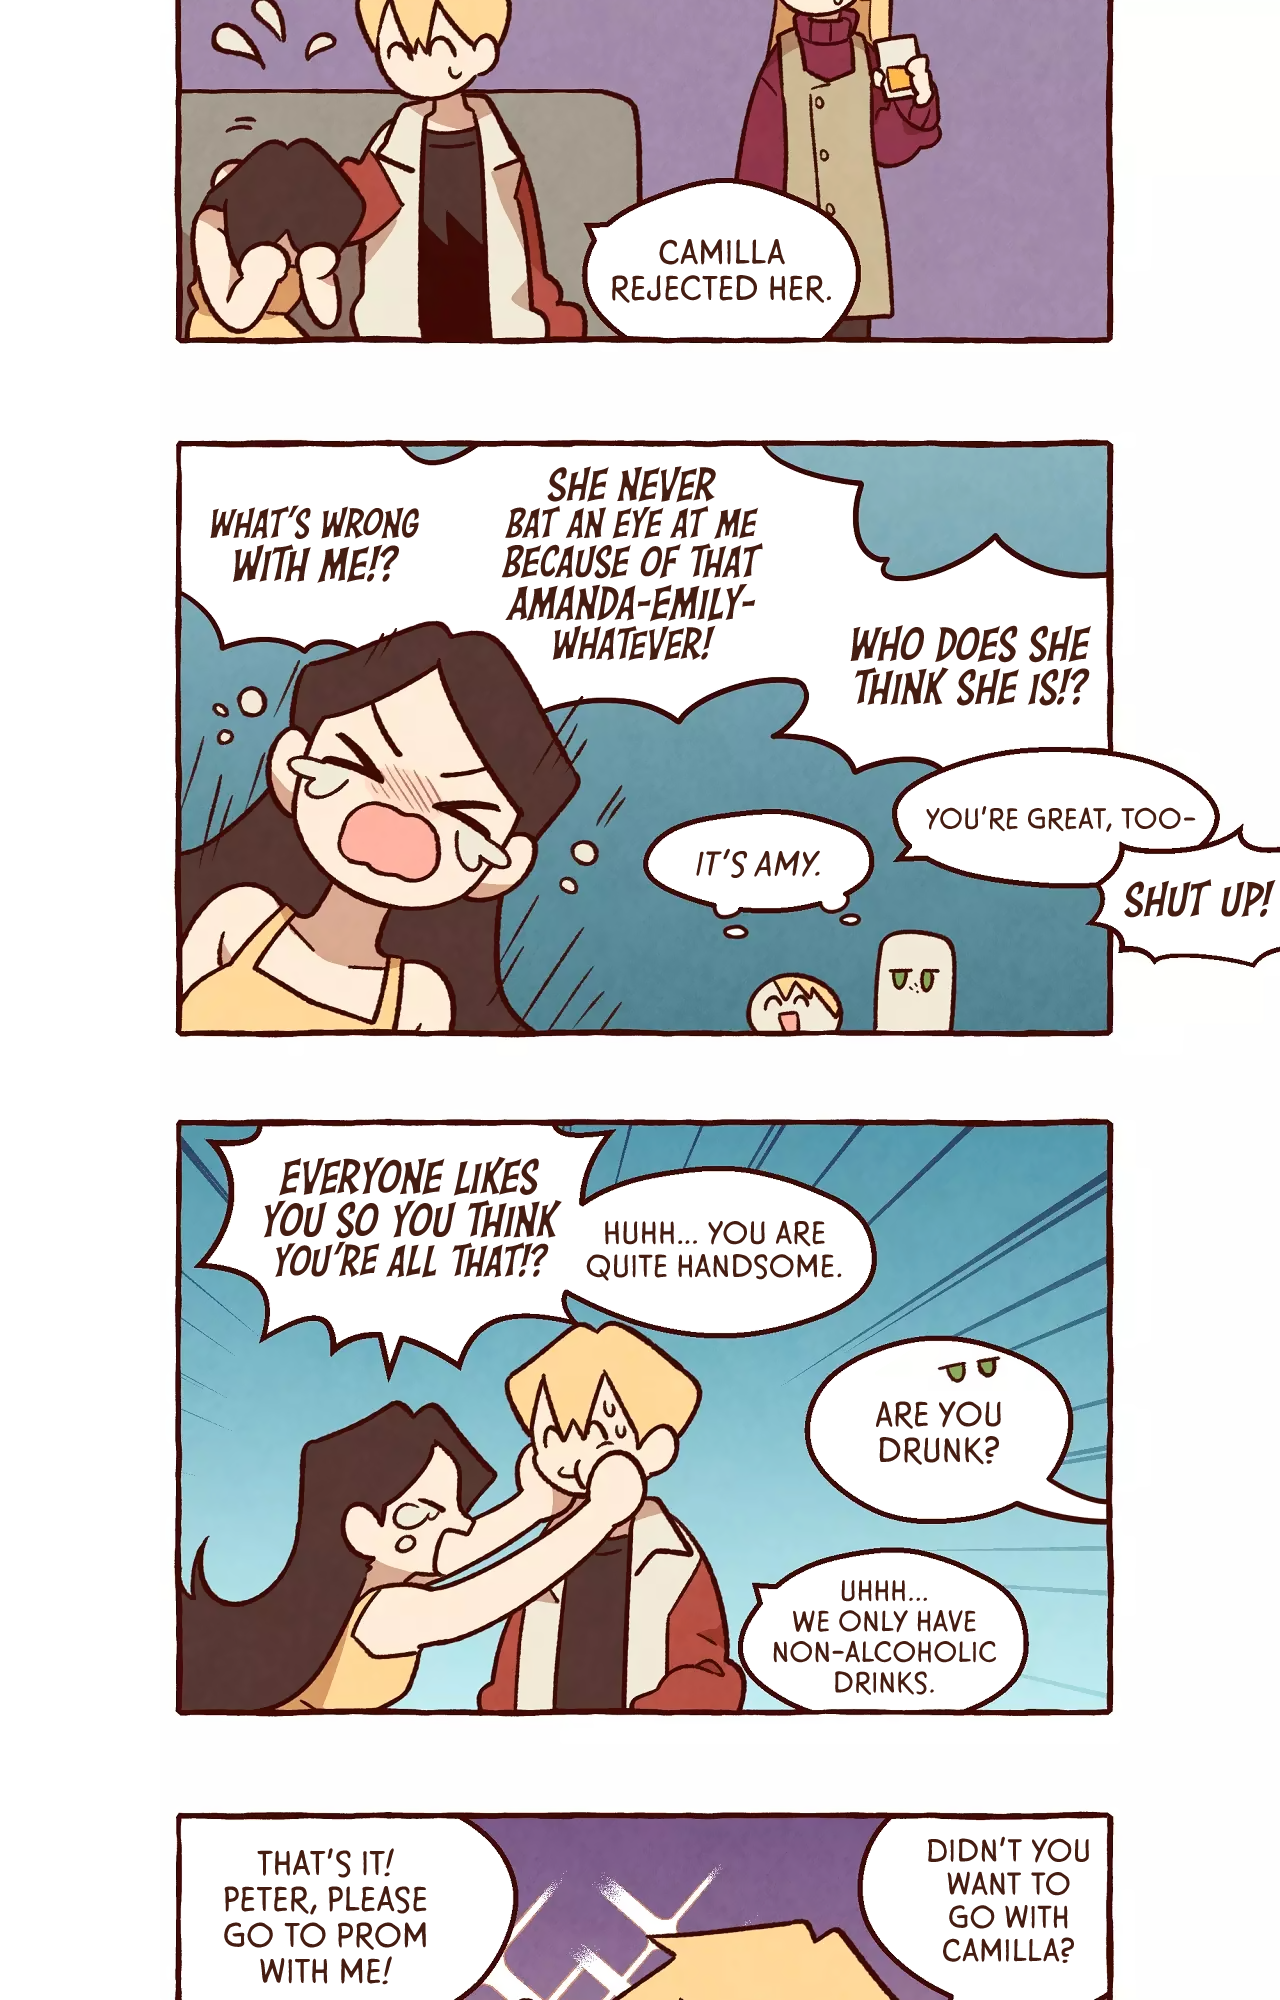 CAMILLA
REJECTED HER.
WHAT'S WRONG
WITH ME!?
SHE NEVER
BAT AN EYE AT ME
BECAUSE OF THAT
AMANDA-EMILY-
WHATEVER!
WHO DOES SHE
THINK SHE IS!?
YOU'RE GREAT, TOO-
IT'S AMY.
SHUT UP!
EVERYONE LIKES
YOU SO YOU THINK
YOU'RE ALL THAT!?
HUHH... YOU ARE
QUITE HANDSOME.
ARE YOU
DRUNK?
UHHH...
WE ONLY HAVE
NON-ALCOHOLIC
DRINKS.
THAT'S IT!
PETER, PLEASE
GO TO PROM
WITH ME!
DIDN'T YOU
WANT TO
GO WITH
CAMILLA?